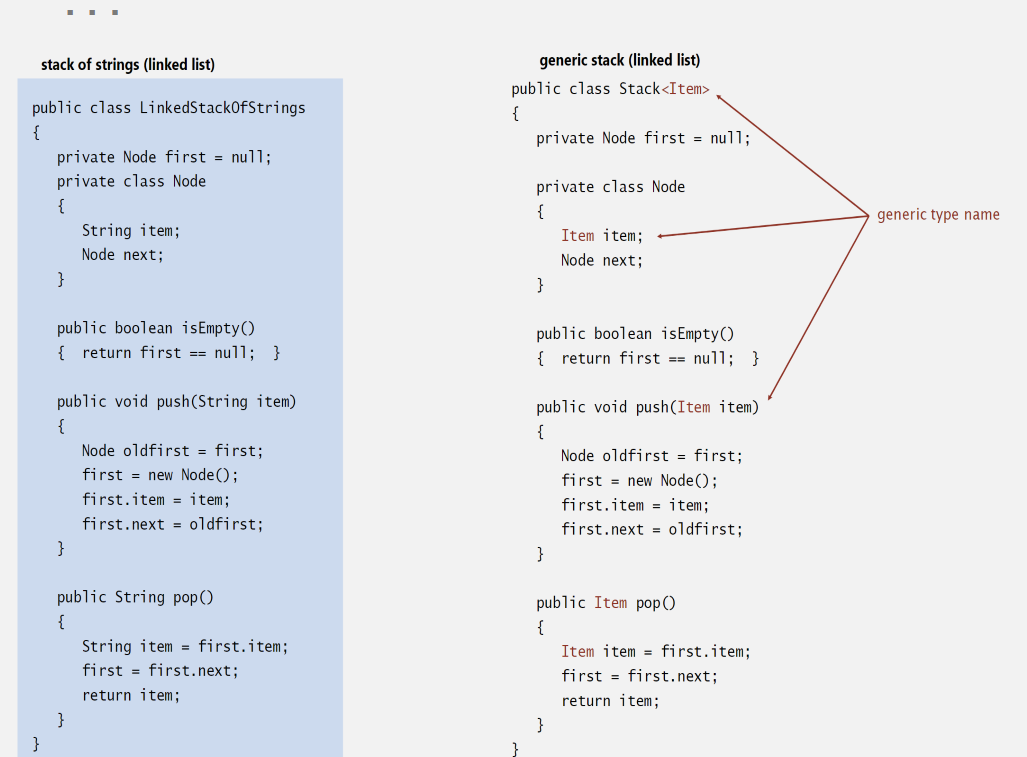 stack of strings (linked list)
public class LinkedStackOfStrings
{
private Node first = null;
private class Node
{
String item;
Node next;
}
public boolean isEmpty()
{ return first == null; }
public void push(String item)
{
Node oldfirst = first;
first = new Node();
first.item = item;
first.next = oldfirst;
}
public String pop()
{
String item = first.item;
first = first.next;
return item;
}
}
generic stack (linked list)
public class Stack<Item>
{
private Node first = null;
private class Node
{
Item item;
Node next;
}
public boolean isEmpty()
{ return first == null; }
public void push(Item item)
{
Node oldfirst = first;
first = new Node();
first.item = item;
first.next = oldfirst;
}
public Item pop()
{
Item item = first.item;
first = first.next;
return item;
}
}
generic type name